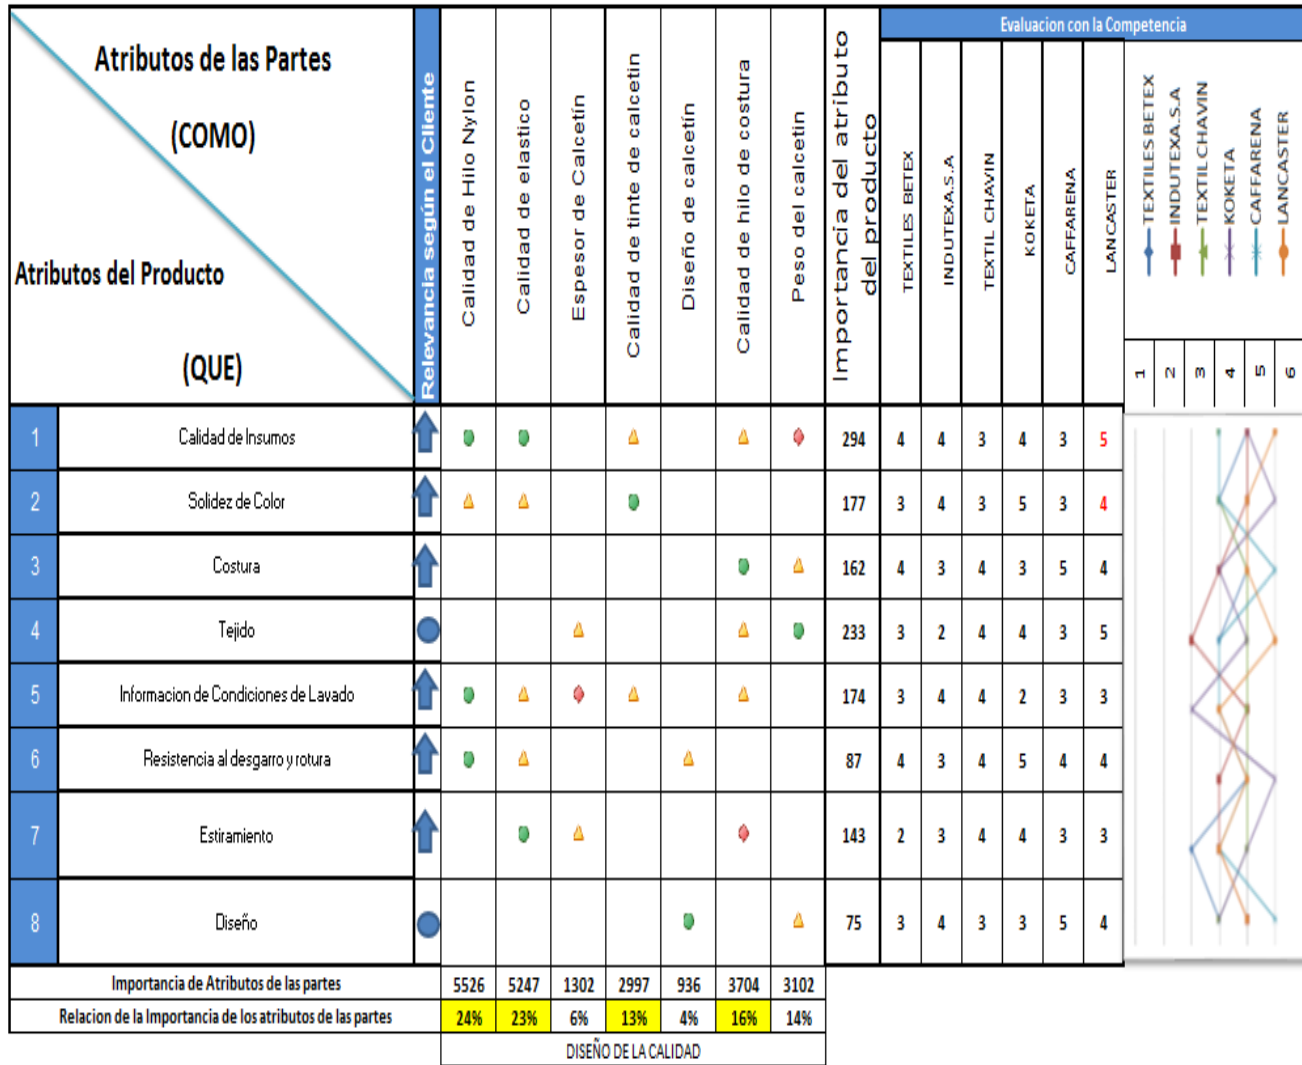 Evaluacion con la Competencia
Atributos de las Partes
(COMO)
Atributos del Producto
(QUE)
Relevancia según el Cliente
Calidad de Hilo Nylon
Calidad de elastico
Espesor de Calcetín
Calidad de tinte de calcetin
Diseño de calcetín
Calidad de hilo de costura
Peso del calcetin
Importancia del atributo
del producto
TEXTILES BETEX
INDUTEXA.S.A
TEXTIL CHAVIN
KOKETA
CAFFARENA
LANCASTER
TEXTILES BETEX
INDUTEXA.S.A
TEXTIL CHAVIN
KOKETA
CAFFARENA
LANCASTER
1 2 3 4 5 6
1 Calidad de Insumos 294 4 4 3 4 3 5
2 Solidez de Color 177 3 4 3 5 3 4
3 Costura 162 4 3 4 3 5 4
4 Tejido 233 3 2 4 4 3 5
5 Informacion de Condiciones de Lavado 174 3 4 4 2 3 3
6 Resistencia al desgarro y rotura 87 4 3 4 5 4 4
7 Estiramiento 143 2 3 4 4 3 3
8 Diseño 75 3 4 3 3 5 4
Importancia de Atributos de las partes 5526 5247 1302 2997 936 3704 3102
Relacion de la Importancia de los atributos de las partes 24% 23% 6% 13% 4% 16% 14%
DISEÑO DE LA CALIDAD